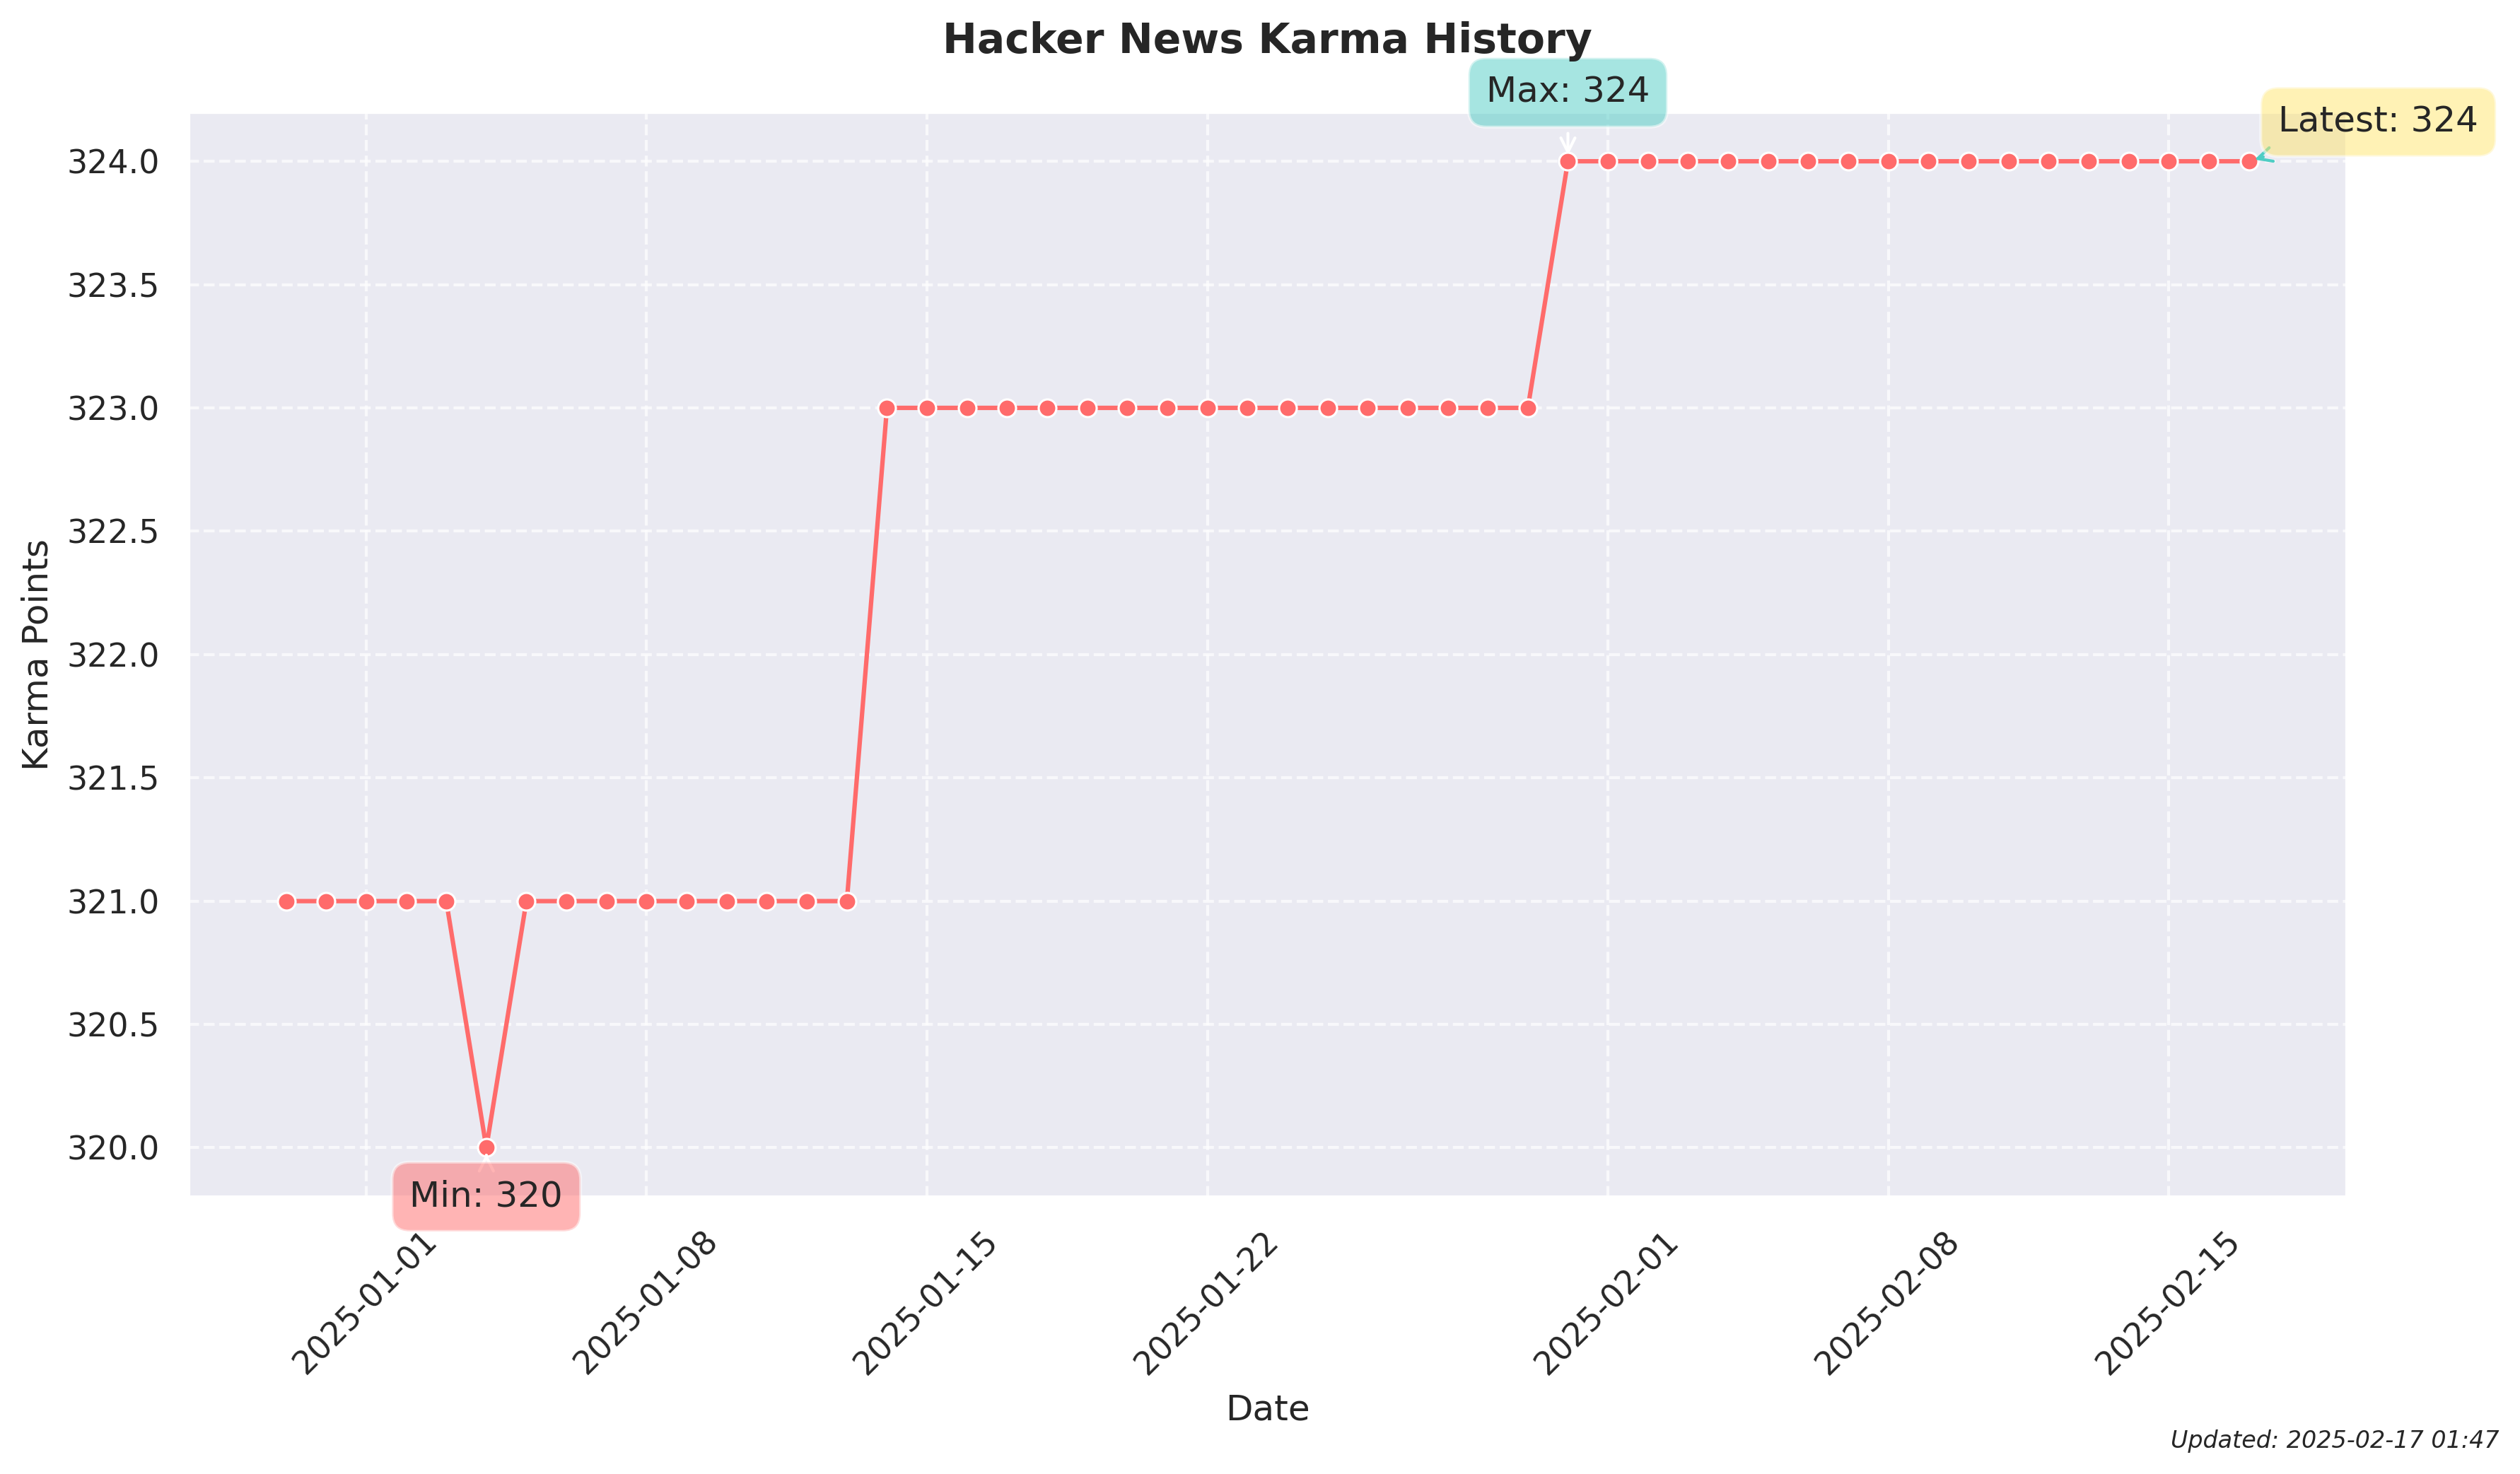 Hacker News Karma History
Max: 324
Latest: 324
324.0
323.5
323.0
322.5
322.0
321.5
321.0
320.5
320.0
Karma Points
Min: 320
2025-01-01
2025-01-08
2025-01-15
2025-01-22
2025-02-01
2025-02-08
2025-02-15
Date
Updated: 2025-02-17 01:47